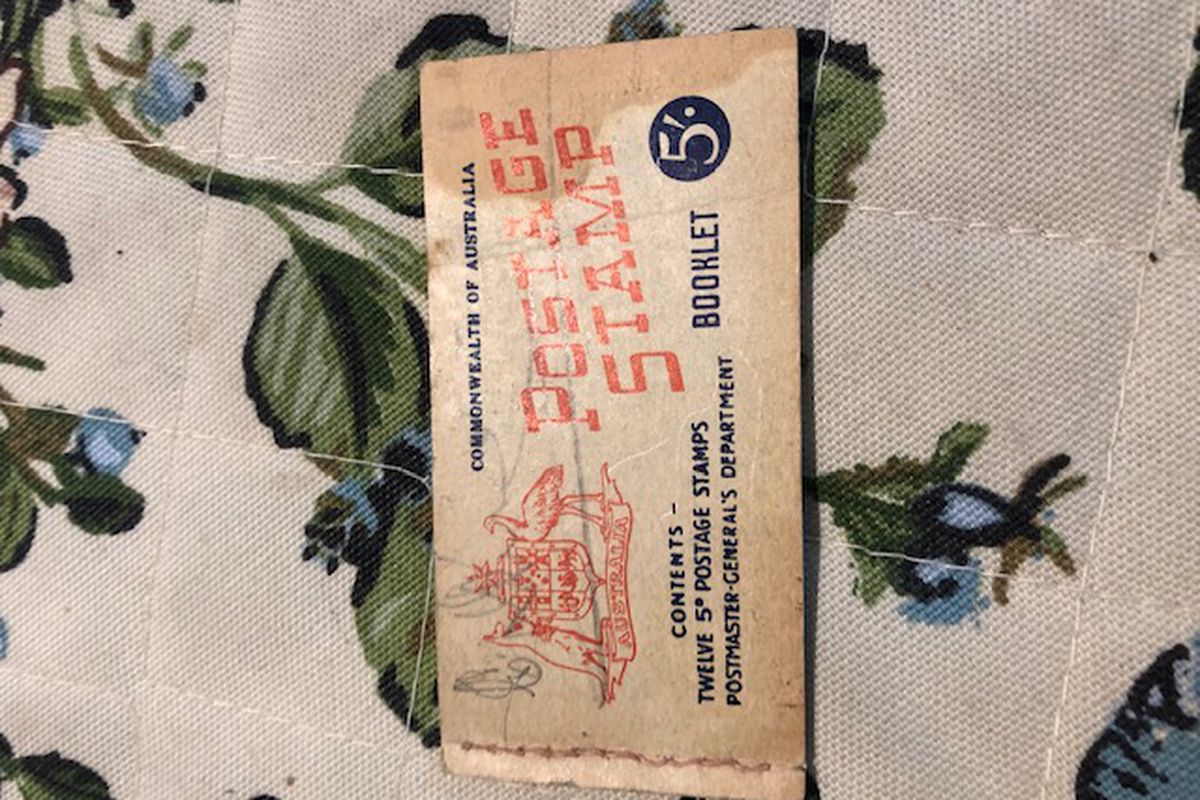 COMMONWEALTH OF AUSTRALIA
POSTAGE
STAMP
BOOKLET 5/-
AUSTRALIA
CONTENTS -
TWELVE 5D POSTAGE STAMPS
POSTMASTER-GENERAL'S DEPARTMENT